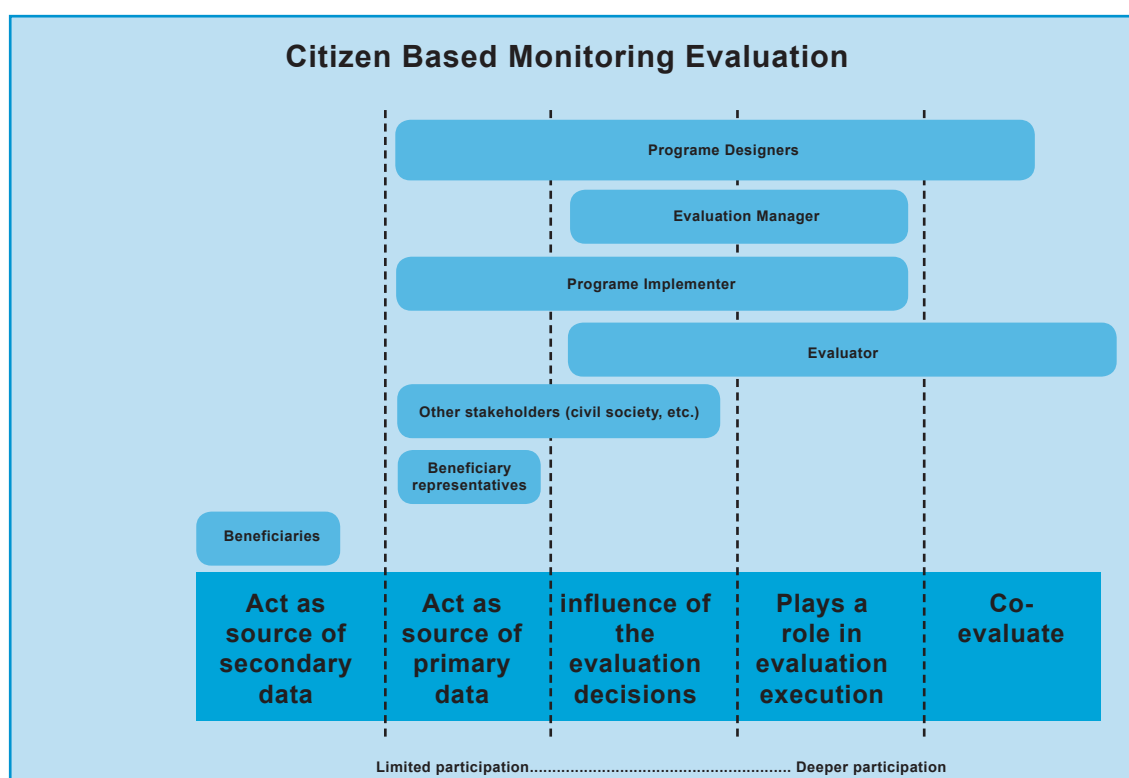 Citizen Based Monitoring Evaluation
Programe Designers
Evaluation Manager
Programe Implementer
Evaluator
Other stakeholders (civil society, etc.)
Beneficiary
representatives
Beneficiaries
Act as
source of
secondary
data
Act as
source of
primary
data
influence of
the
evaluation
decisions
Plays a
role in
evaluation
execution
Co-
evaluate
Limited participation............................................................ Deeper participation